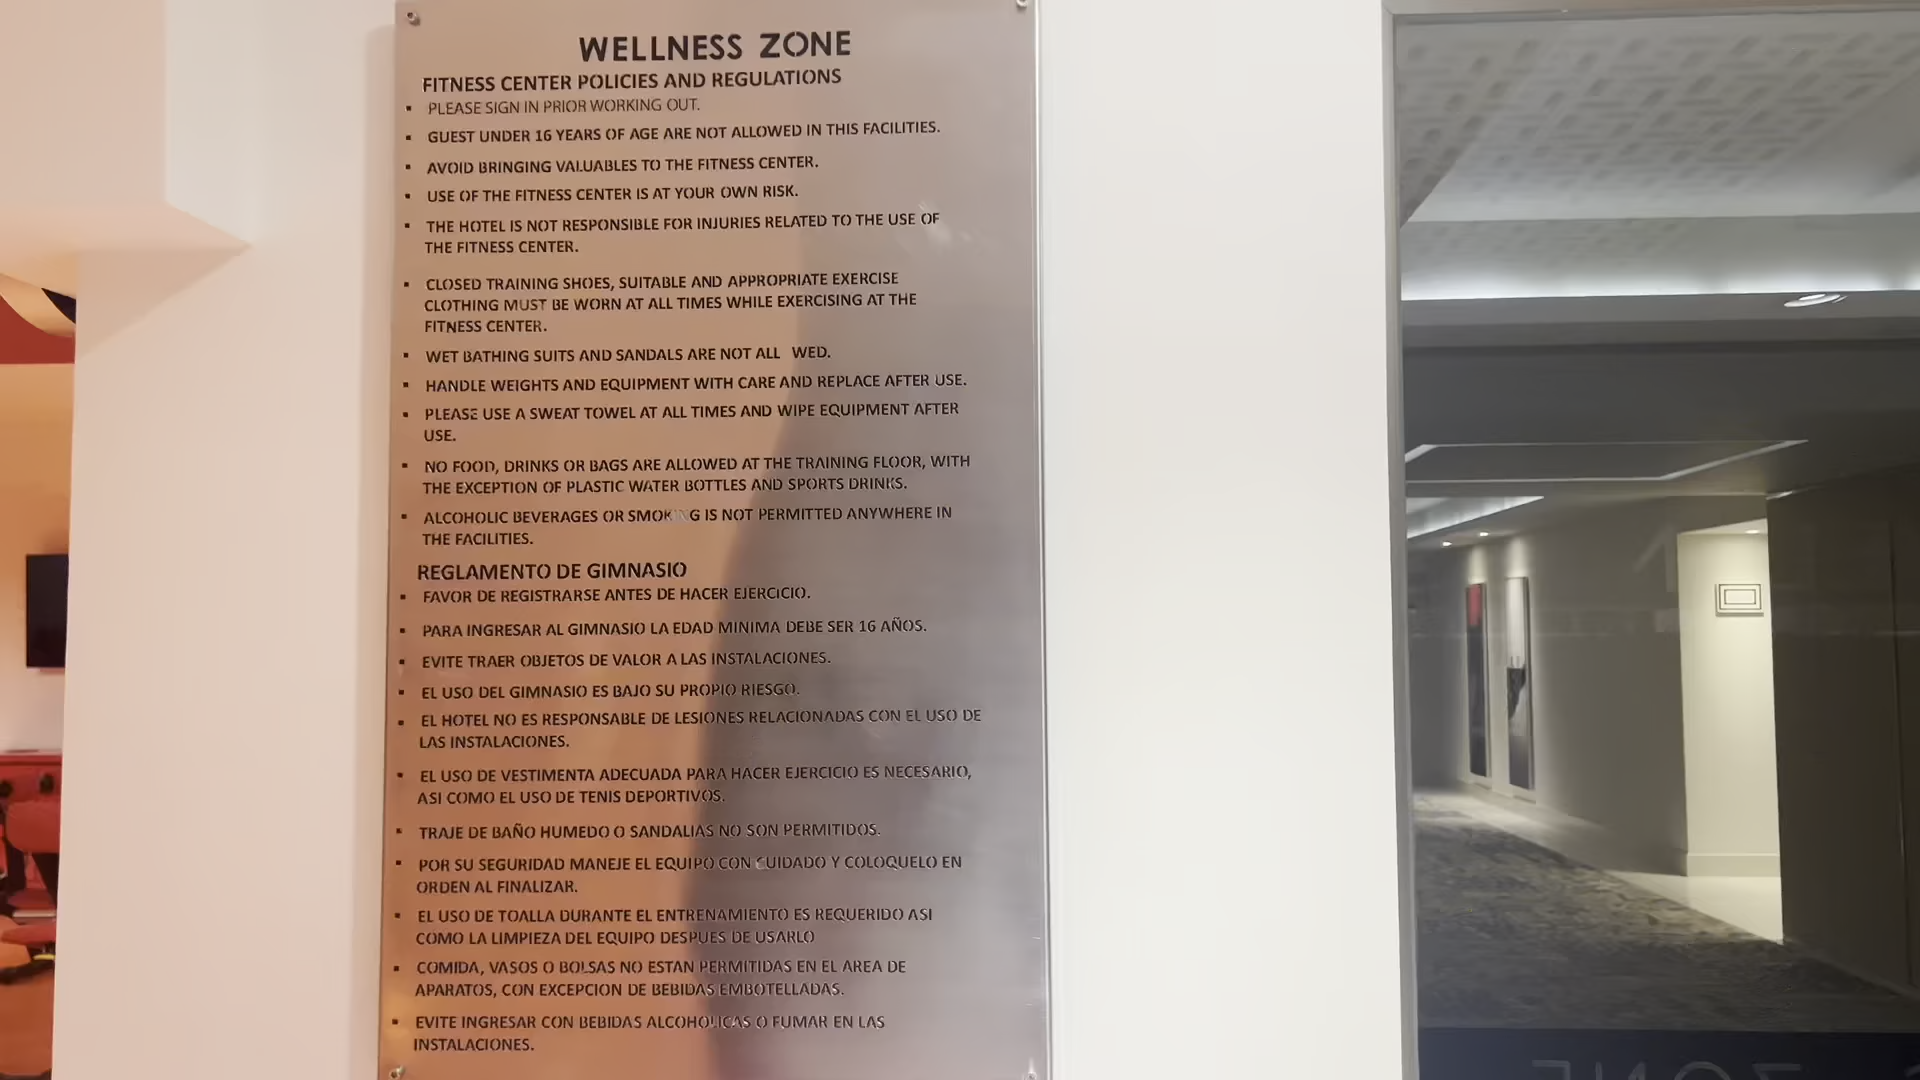 WELLNESS ZONE
FITNESS CENTER POLICIES AND REGULATIONS
▪ PLEASE SIGN IN PRIOR WORKING OUT.
▪ GUEST UNDER 16 YEARS OF AGE ARE NOT ALLOWED IN THIS FACILITIES.
▪ AVOID BRINGING VALUABLES TO THE FITNESS CENTER.
▪ USE OF THE FITNESS CENTER IS AT YOUR OWN RISK.
▪ THE HOTEL IS NOT RESPONSIBLE FOR INJURIES RELATED TO THE USE OF
THE FITNESS CENTER.
▪ CLOSED TRAINING SHOES, SUITABLE AND APPROPRIATE EXERCISE
CLOTHING MUST BE WORN AT ALL TIMES WHILE EXERCISING AT THE
FITNESS CENTER.
▪ WET BATHING SUITS AND SANDALS ARE NOT ALL WED.
▪ HANDLE WEIGHTS AND EQUIPMENT WITH CARE AND REPLACE AFTER USE.
▪ PLEASE USE A SWEAT TOWEL AT ALL TIMES AND WIPE EQUIPMENT AFTER
USE.
▪ NO FOOD, DRINKS OR BAGS ARE ALLOWED AT THE TRAINING FLOOR, WITH
THE EXCEPTION OF PLASTIC WATER BOTTLES AND SPORTS DRINKS.
▪ ALCOHOLIC BEVERAGES OR SMOKING IS NOT PERMITTED ANYWHERE IN
THE FACILITIES.
REGLAMENTO DE GIMNASIO
▪ FAVOR DE REGISTRARSE ANTES DE HACER EJERCICIO.
▪ PARA INGRESAR AL GIMNASIO LA EDAD MINIMA DEBE SER 16 AÑOS.
▪ EVITE TRAER OBJETOS DE VALOR A LAS INSTALACIONES.
▪ EL USO DEL GIMNASIO ES BAJO SU PROPIO RIESGO.
▪ EL HOTEL NO ES RESPONSABLE DE LESIONES RELACIONADAS CON EL USO DE
LAS INSTALACIONES.
▪ EL USO DE VESTIMENTA ADECUADA PARA HACER EJERCICIO ES NECESARIO,
ASI COMO EL USO DE TENIS DEPORTIVOS.
▪ TRAJE DE BAÑO HUMEDO O SANDALIAS NO SON PERMITIDOS.
▪ POR SU SEGURIDAD MANEJE EL EQUIPO CON CUIDADO Y COLOQUELO EN
ORDEN AL FINALIZAR.
▪ EL USO DE TOALLA DURANTE EL ENTRENAMIENTO ES REQUERIDO ASI
COMO LA LIMPIEZA DEL EQUIPO DESPUES DE USARLO
▪ COMIDA, VASOS O BOLSAS NO ESTAN PERMITIDAS EN EL AREA DE
APARATOS, CON EXCEPCION DE BEBIDAS EMBOTELLADAS.
▪ EVITE INGRESAR CON BEBIDAS ALCOHOLICAS O FUMAR EN LAS
INSTALACIONES.
ZONE